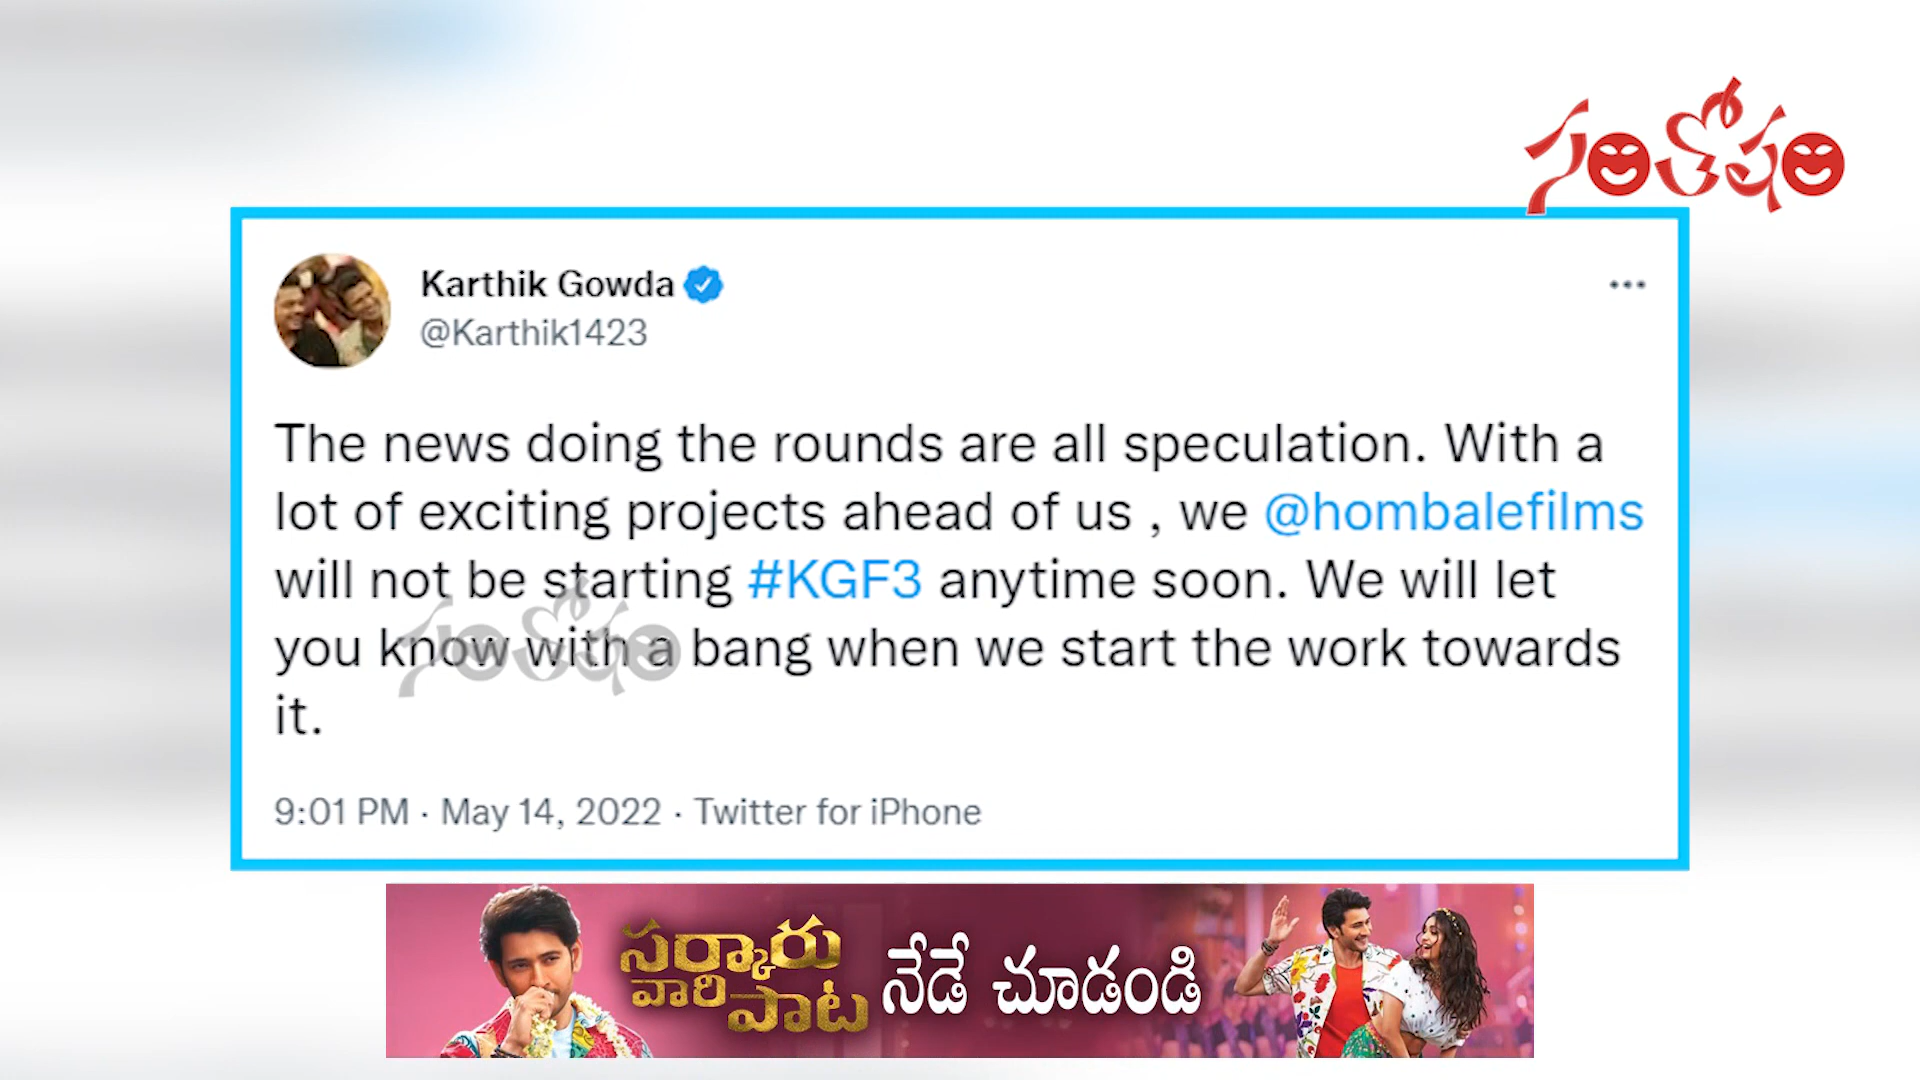 సంతోషం
Karthik Gowda
@Karthik1423
The news doing the rounds are all speculation. With a
lot of exciting projects ahead of us , we @hombalefilms
will not be starting #KGF3 anytime soon. We will let
you know with a bang when we start the work towards
it.
సంతోషం
9:01 PM · May 14, 2022 · Twitter for iPhone
సర్కారు
వారి పాట
నేడే చూడండి